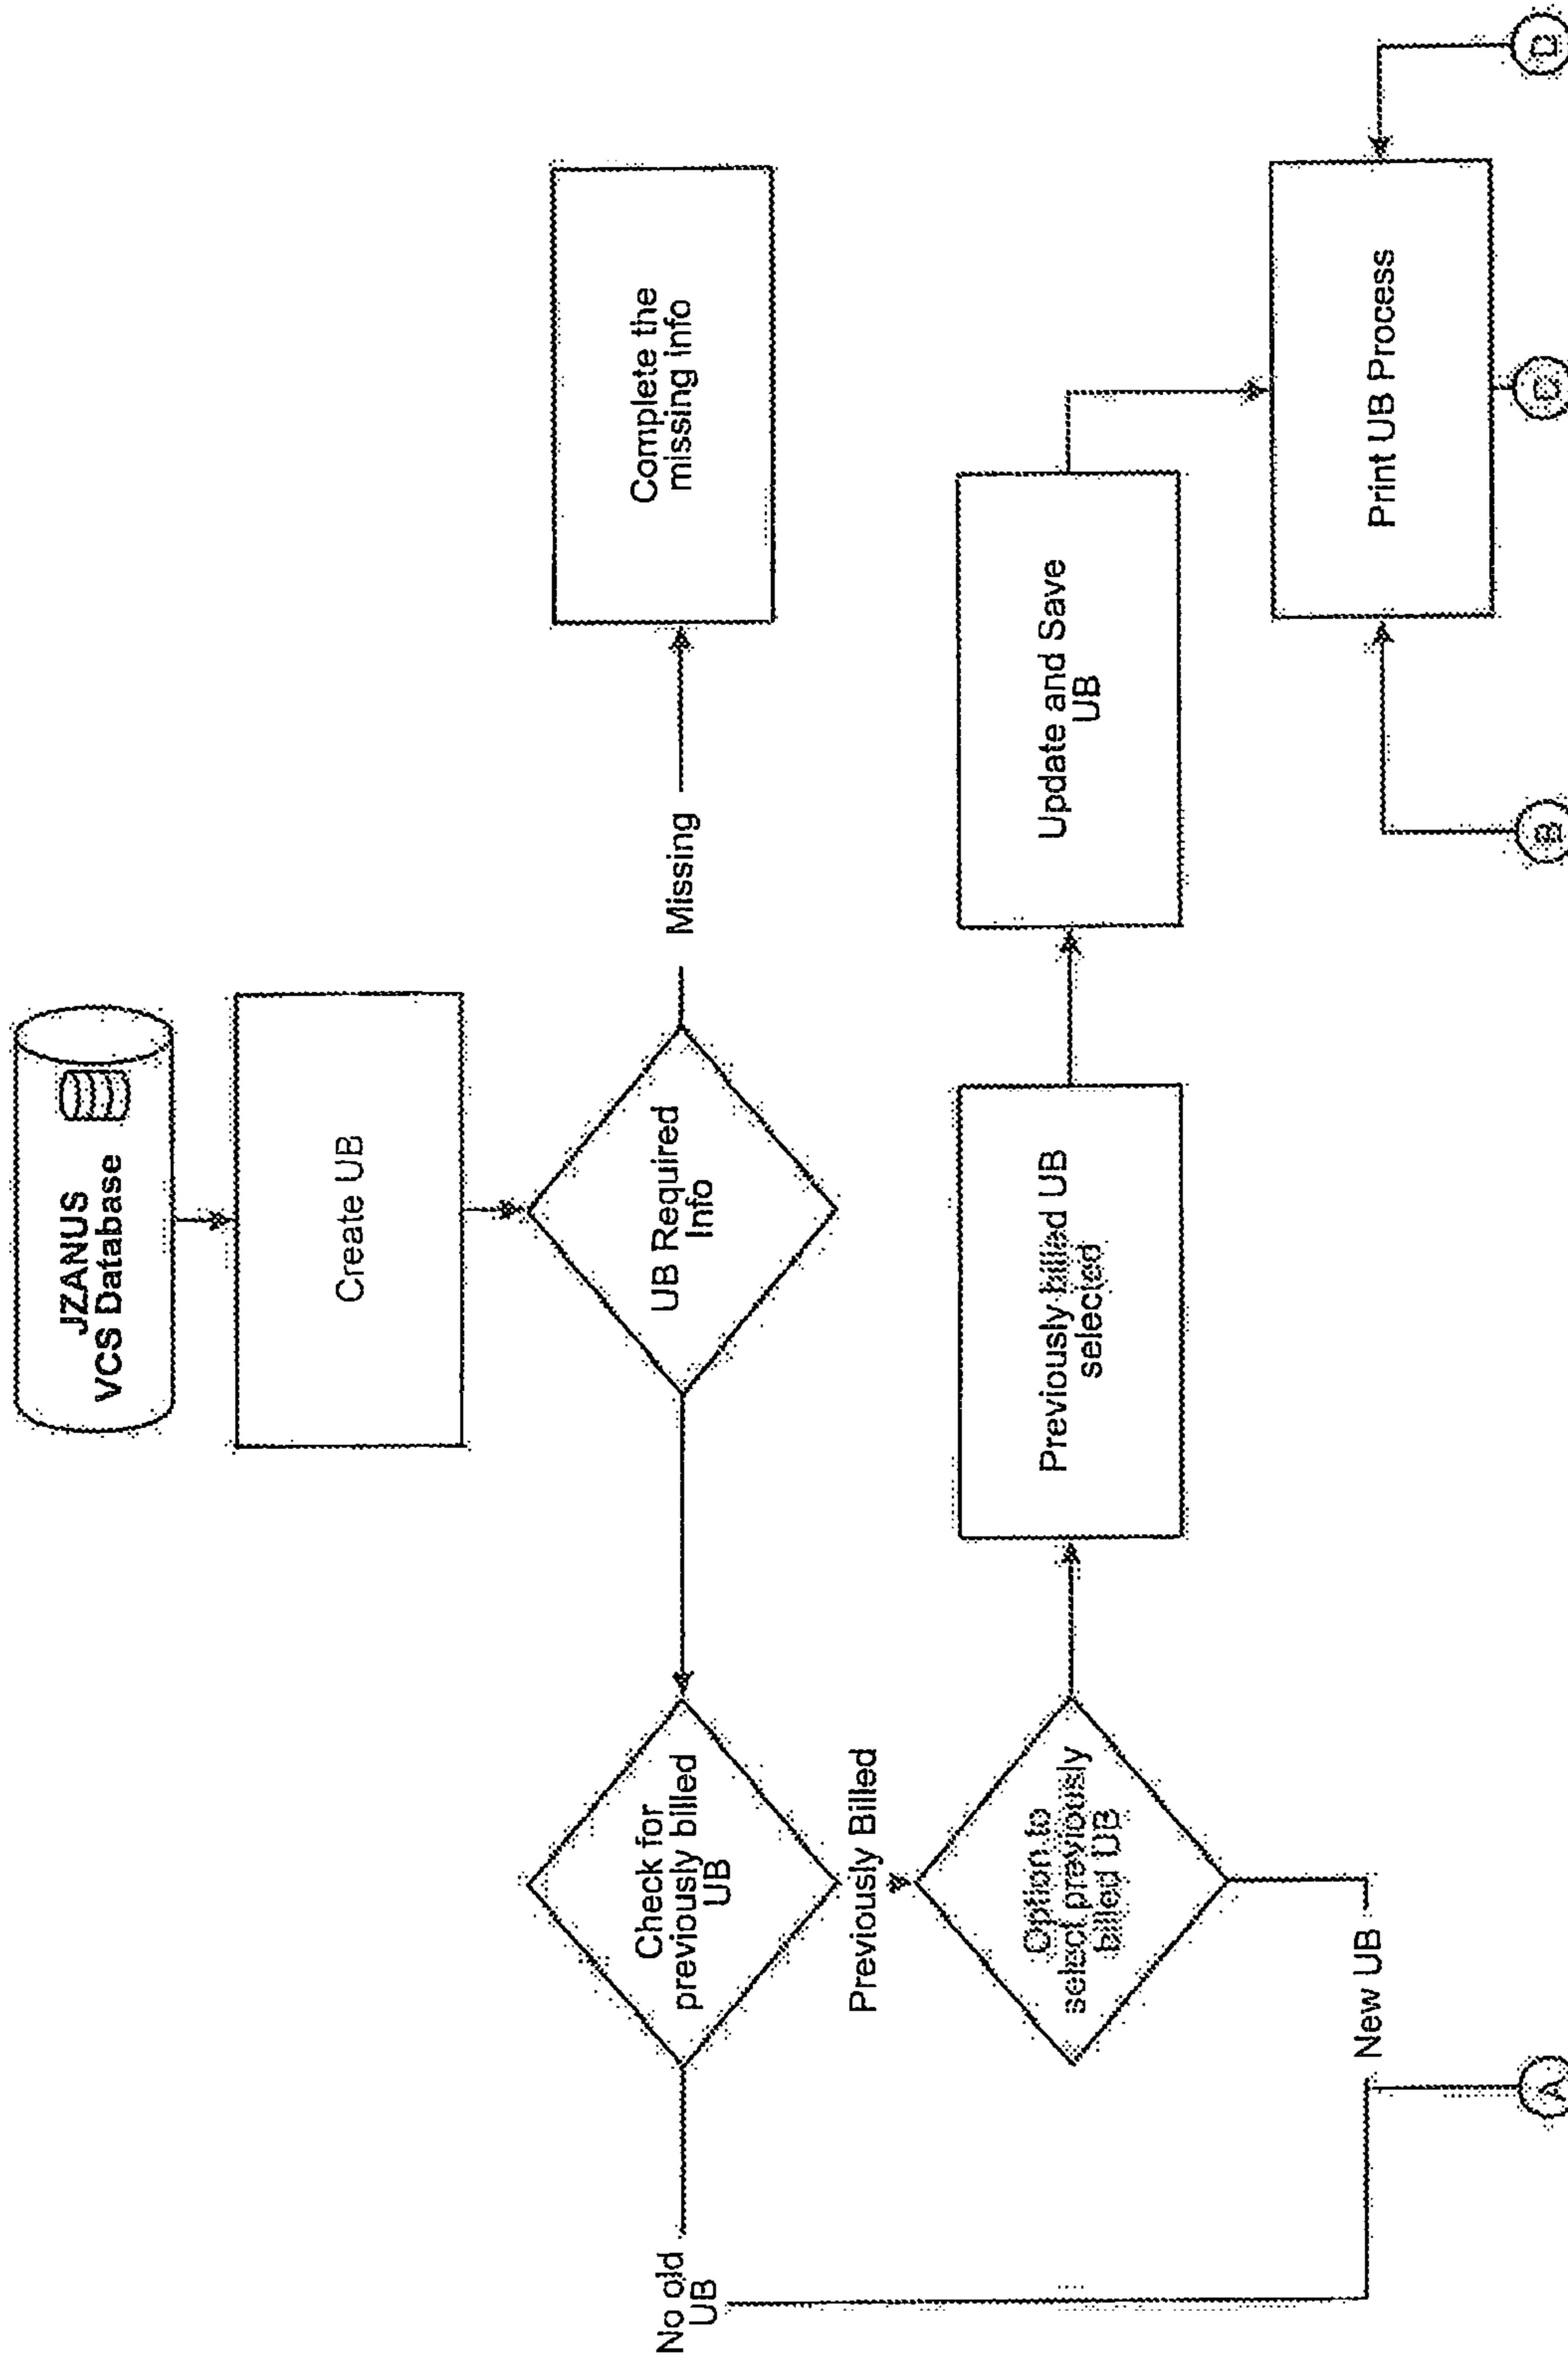 JZANUS
VCS Database
Create UB
UB Required
Info
Missing
Complete the
missing info
Check for
previously billed
UB
No old
UB
Previously Billed
Option to
select previously
billed UB
New UB
Previously billed UB
selected
Update and Save
UB
Print UB Process
A
B
C
D